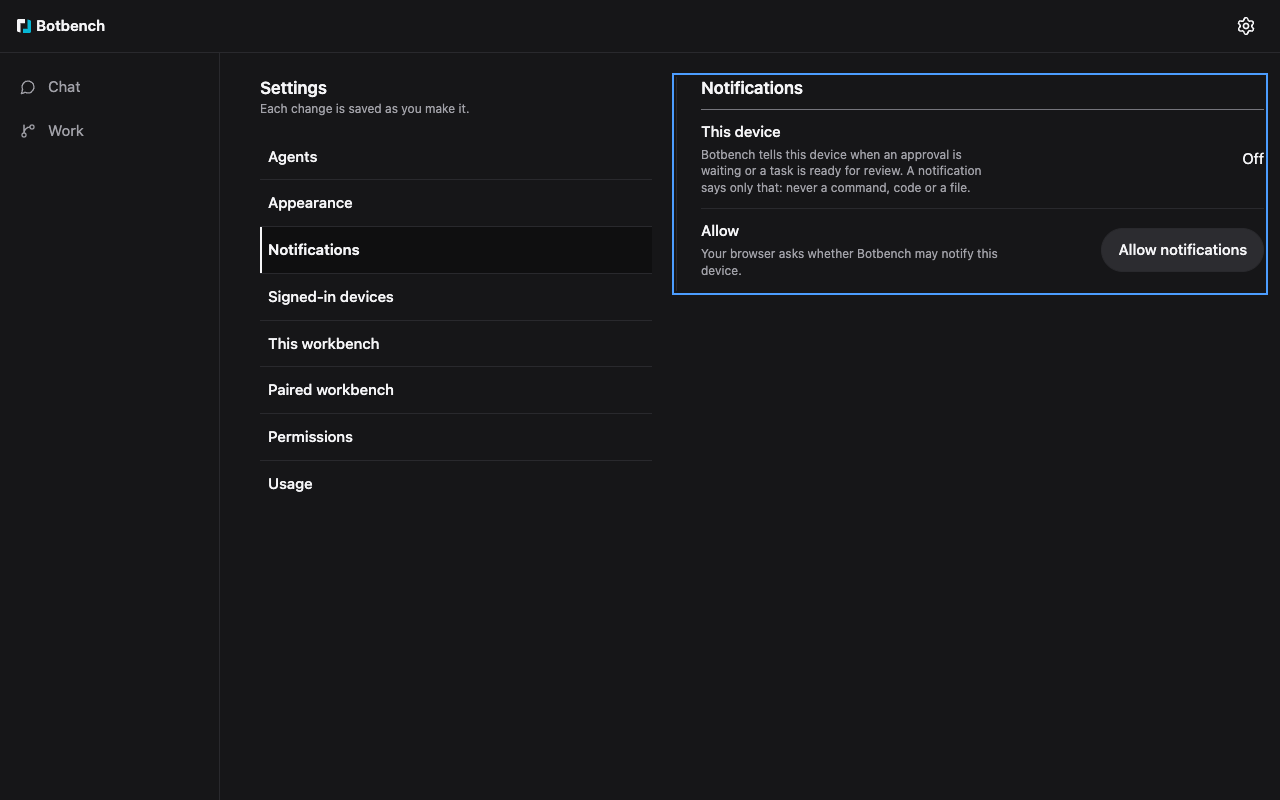 Botbench
Chat
Work
Settings
Each change is saved as you make it.
Agents
Appearance
Notifications
Signed-in devices
This workbench
Paired workbench
Permissions
Usage
Notifications
This device
Botbench tells this device when an approval is
waiting or a task is ready for review. A notification
says only that: never a command, code or a file.
Off
Allow
Your browser asks whether Botbench may notify this
device.
Allow notifications